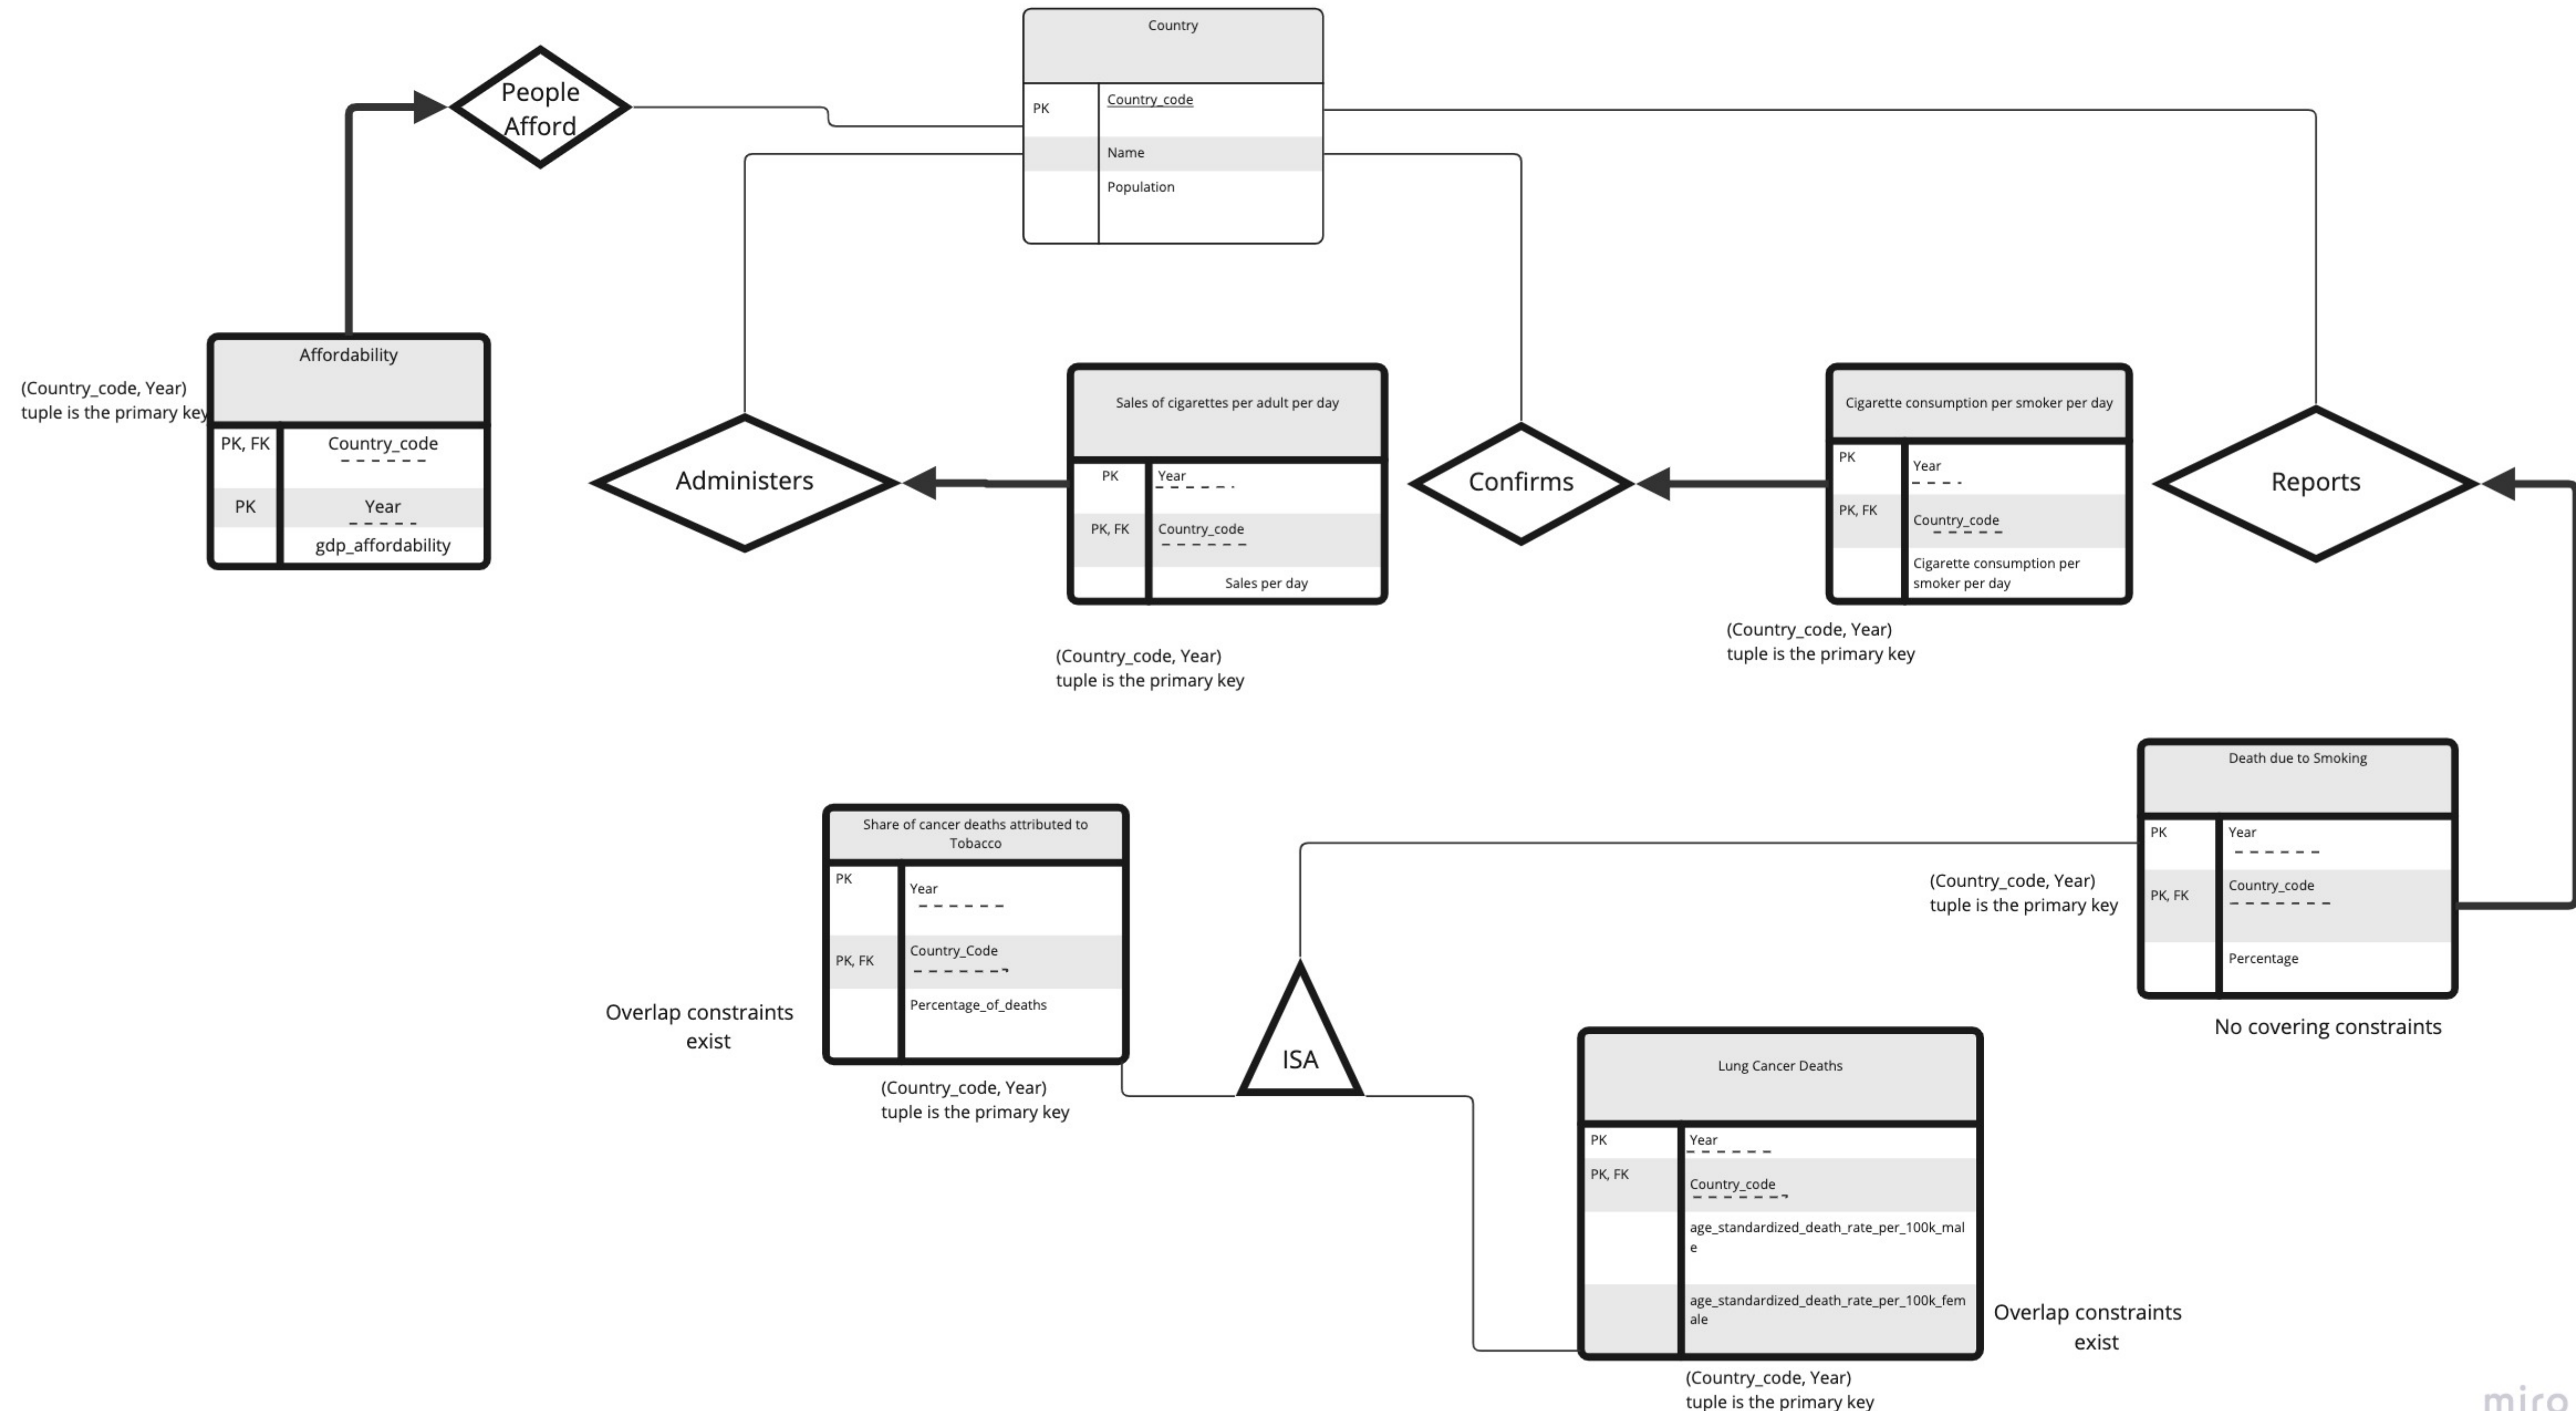 Country
PK
Country_code
Name
Population
People
Afford
Affordability
(Country_code, Year)
tuple is the primary key
PK, FK
Country_code
PK
Year
gdp_affordability
Administers
Sales of cigarettes per adult per day
PK
Year
PK, FK
Country_code
Sales per day
(Country_code, Year)
tuple is the primary key
Confirms
Cigarette consumption per smoker per day
PK
Year
PK, FK
Country_code
Cigarette consumption per
smoker per day
(Country_code, Year)
tuple is the primary key
Reports
Death due to Smoking
PK
Year
PK, FK
Country_code
Percentage
(Country_code, Year)
tuple is the primary key
No covering constraints
Share of cancer deaths attributed to
Tobacco
PK
Year
PK, FK
Country_Code
Percentage_of_deaths
Overlap constraints
exist
(Country_code, Year)
tuple is the primary key
ISA
Lung Cancer Deaths
PK
Year
PK, FK
Country_code
age_standardized_death_rate_per_100k_mal
e
age_standardized_death_rate_per_100k_fem
ale
Overlap constraints
exist
(Country_code, Year)
tuple is the primary key
miro